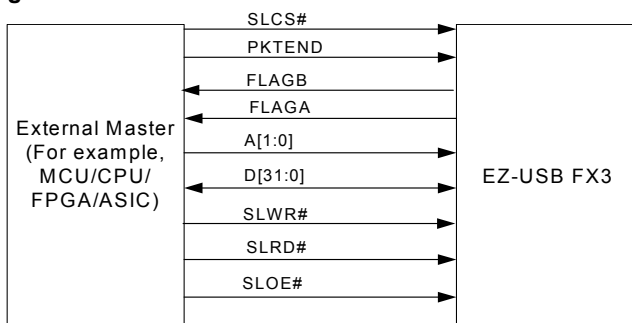 SLCS#
PKTEND
FLAGB
FLAGA
External Master
(For example,
MCU/CPU/
FPGA/ASIC)
A[1:0]
D[31:0]
EZ-USB FX3
SLWR#
SLRD#
SLOE#